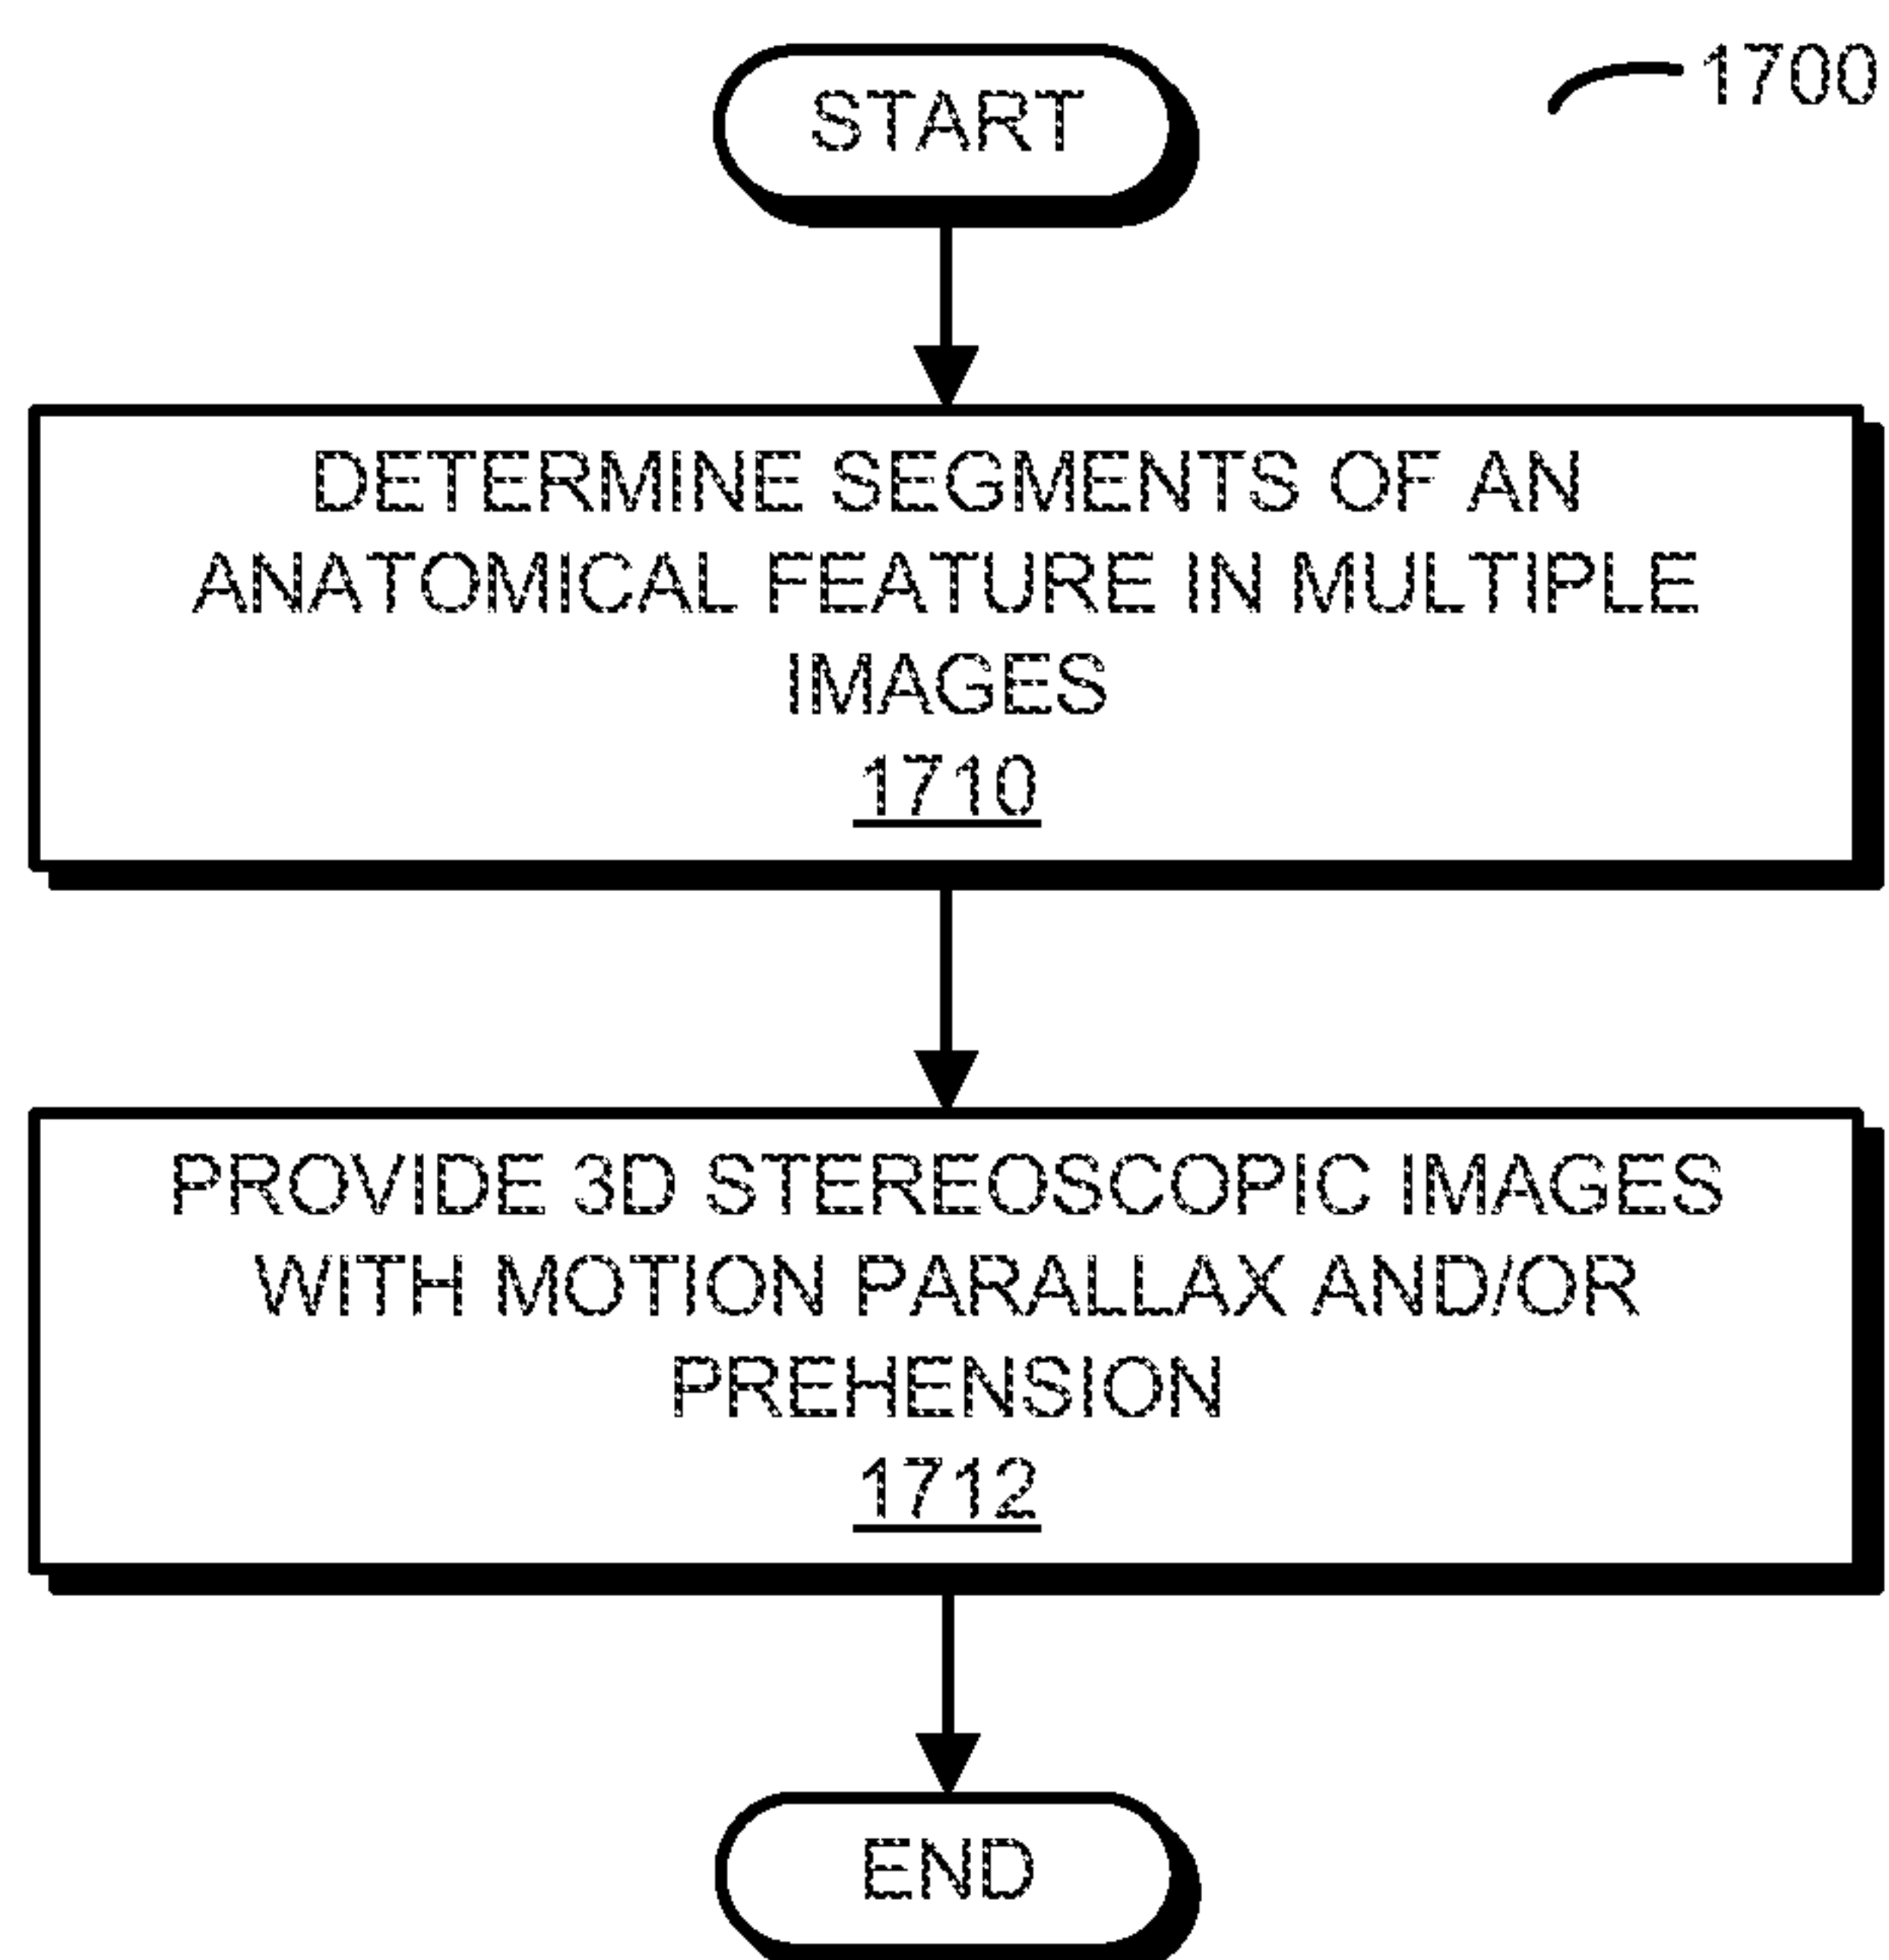 START
1700
DETERMINE SEGMENTS OF AN
ANATOMICAL FEATURE IN MULTIPLE
IMAGES
1710
PROVIDE 3D STEREOSCOPIC IMAGES
WITH MOTION PARALLAX AND/OR
PREHENSION
1712
END